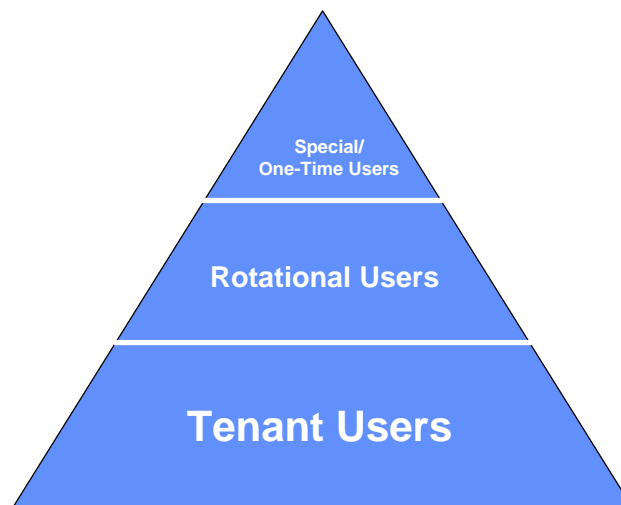 Special/
One-Time Users
Rotational Users
Tenant Users